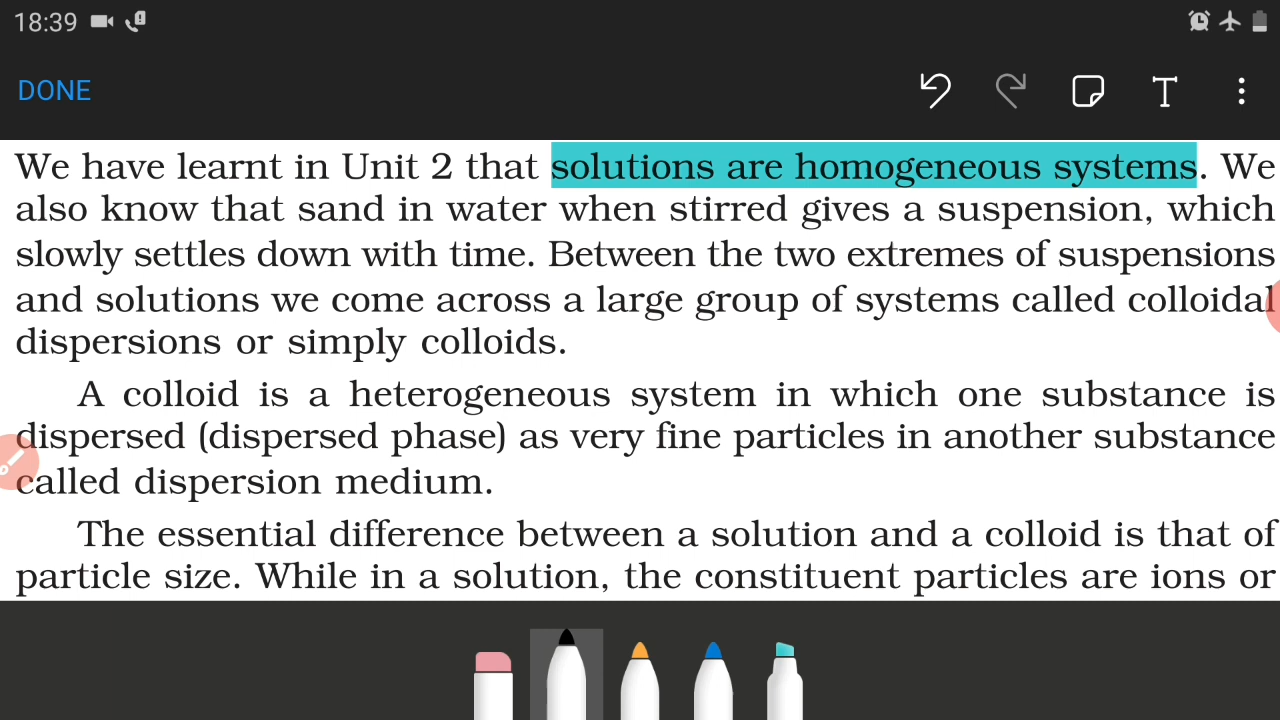 18:39
DONE
T
We have learnt in Unit 2 that solutions are homogeneous systems. We
also know that sand in water when stirred gives a suspension, which
slowly settles down with time. Between the two extremes of suspensions
and solutions we come across a large group of systems called colloidal
dispersions or simply colloids.
A colloid is a heterogeneous system in which one substance is
dispersed (dispersed phase) as very fine particles in another substance
called dispersion medium.
The essential difference between a solution and a colloid is that of
particle size. While in a solution, the constituent particles are ions or